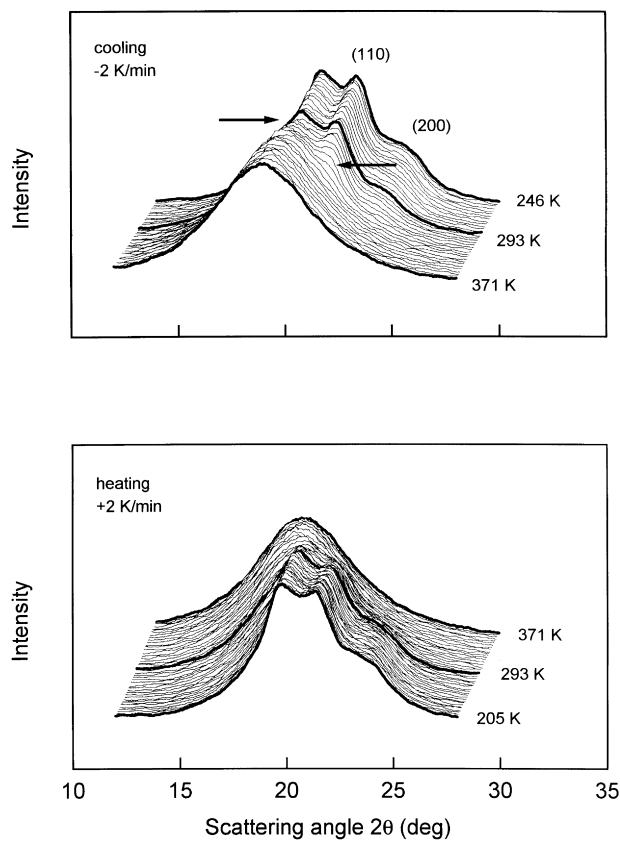 cooling
-2 K/min
(110)
(200)
246 K
293 K
371 K
Intensity
heating
+2 K/min
371 K
293 K
205 K
Intensity
10 15 20 25 30 35
Scattering angle 2θ (deg)